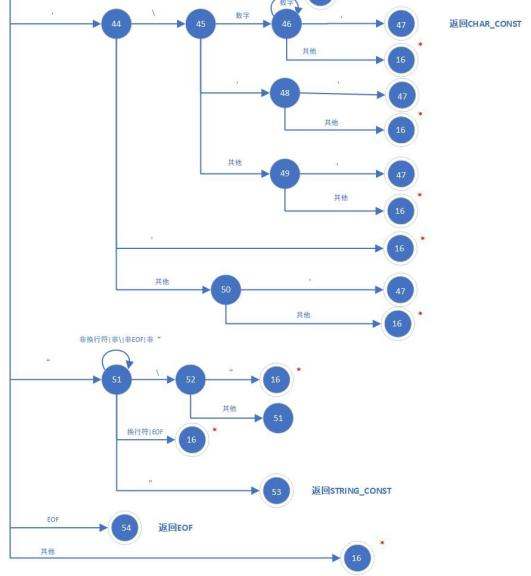 数字
' 44 \ 45 数字 46 ' 47 返回CHAR_CONST
其他 16 *
' 48 ' 47
其他 16 *
其他 49 ' 47
其他 16 *
' 16 *
其他 50 ' 47
其他 16 *
非换行符|非\|非EOF|非 "
" 51 \ 52 " 16 *
其他 51
换行符|EOF 16 *
" 53 返回STRING_CONST
EOF 54 返回EOF
其他 16 *